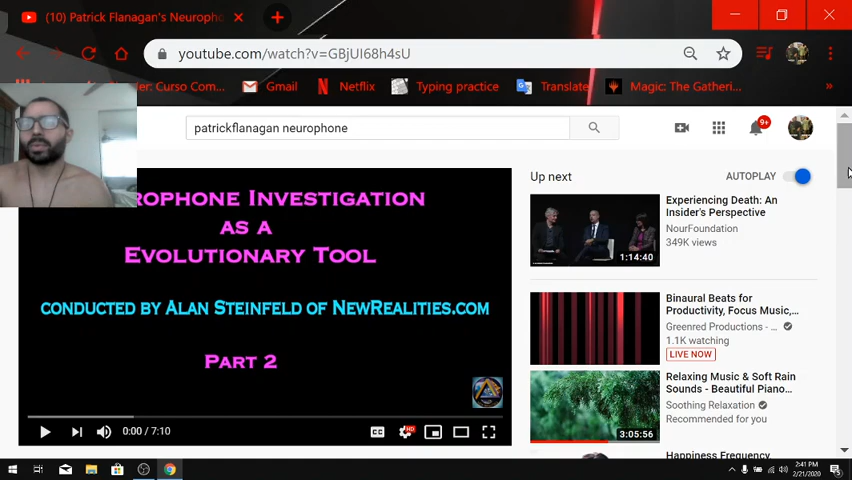 (10) Patrick Flanagan's Neuroph
youtube.com/watch?v=GBjUI68h4sU
: Curso Com...
Gmail
Netflix
Typing practice
Translate
Magic: The Gatheri...
»
patrickflanagan neurophone
9+
ROPHONE INVESTIGATION
AS A
EVOLUTIONARY TOOL
CONDUCTED BY ALAN STEINFELD OF NEWREALITIES.COM
PART 2
0:00 / 7:10
HD
Up next
AUTOPLAY
Experiencing Death: An
Insider's Perspective
NourFoundation
349K views
1:14:40
Binaural Beats for
Productivity, Focus Music,...
Greenred Productions - ...
1.1K watching
LIVE NOW
Relaxing Music & Soft Rain
Sounds - Beautiful Piano...
Soothing Relaxation
Recommended for you
3:05:56
Happiness Frequency
2:41 PM
2/21/2020